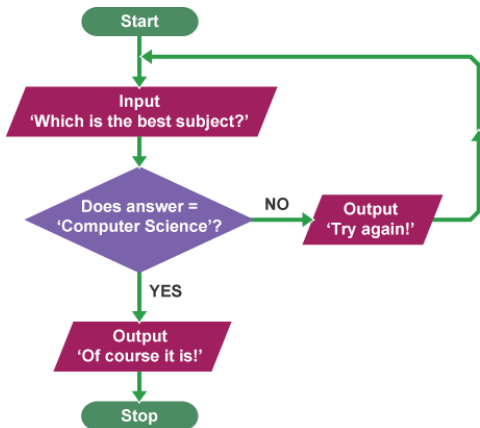 Start
Input
‘Which is the best subject?’
Does answer =
‘Computer Science’?
NO
Output
‘Try again!’
YES
Output
‘Of course it is!’
Stop